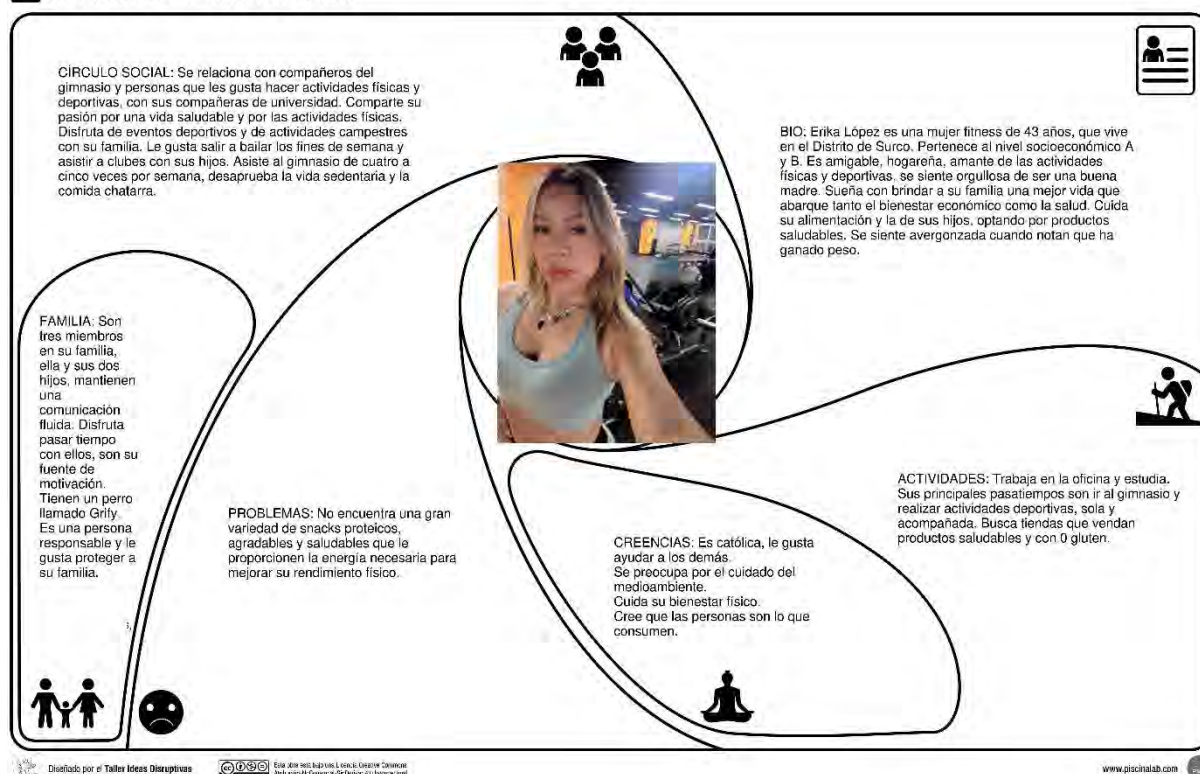 CÍRCULO SOCIAL: Se relaciona con compañeros del
gimnasio y personas que les gusta hacer actividades físicas y
deportivas, con sus compañeras de universidad. Comparte su
pasión por una vida saludable y por las actividades físicas.
Disfruta de eventos deportivos y de actividades campestres
con su familia. Le gusta salir a bailar los fines de semana y
asistir a clubes con sus hijos. Asiste al gimnasio de cuatro a
cinco veces por semana, desaprueba la vida sedentaria y la
comida chatarra.
BIO: Erika López es una mujer fitness de 43 años, que vive
en el Distrito de Surco. Pertenece al nivel socioeconómico A
y B. Es amigable, hogareña, amante de las actividades
físicas y deportivas, se siente orgullosa de ser una buena
madre. Sueña con brindar a su familia una mejor vida que
abarque tanto el bienestar económico como la salud. Cuida
su alimentación y la de sus hijos, optando por productos
saludables. Se siente avergonzada cuando notan que ha
ganado peso.
FAMILIA: Son
tres miembros
en su familia,
ella y sus dos
hijos, mantienen
una
comunicación
fluida. Disfruta
pasar tiempo
con ellos, son su
fuente de
motivación.
Tienen un perro
llamado Grify.
Es una persona
responsable y le
gusta proteger a
su familia.
PROBLEMAS: No encuentra una gran
variedad de snacks proteicos,
agradables y saludables que le
proporcionen la energía necesaria para
mejorar su rendimiento físico.
CREENCIAS: Es católica, le gusta
ayudar a los demás.
Se preocupa por el cuidado del
medioambiente.
Cuida su bienestar físico.
Cree que las personas son lo que
consumen.
ACTIVIDADES: Trabaja en la oficina y estudia.
Sus principales pasatiempos son ir al gimnasio y
realizar actividades deportivas, sola y
acompañada. Busca tiendas que vendan
productos saludables y con 0 gluten.
Diseñado por el Taller Ideas Disruptivas
Esta obra está bajo una Licencia Creative Commons
www.piscinalab.com